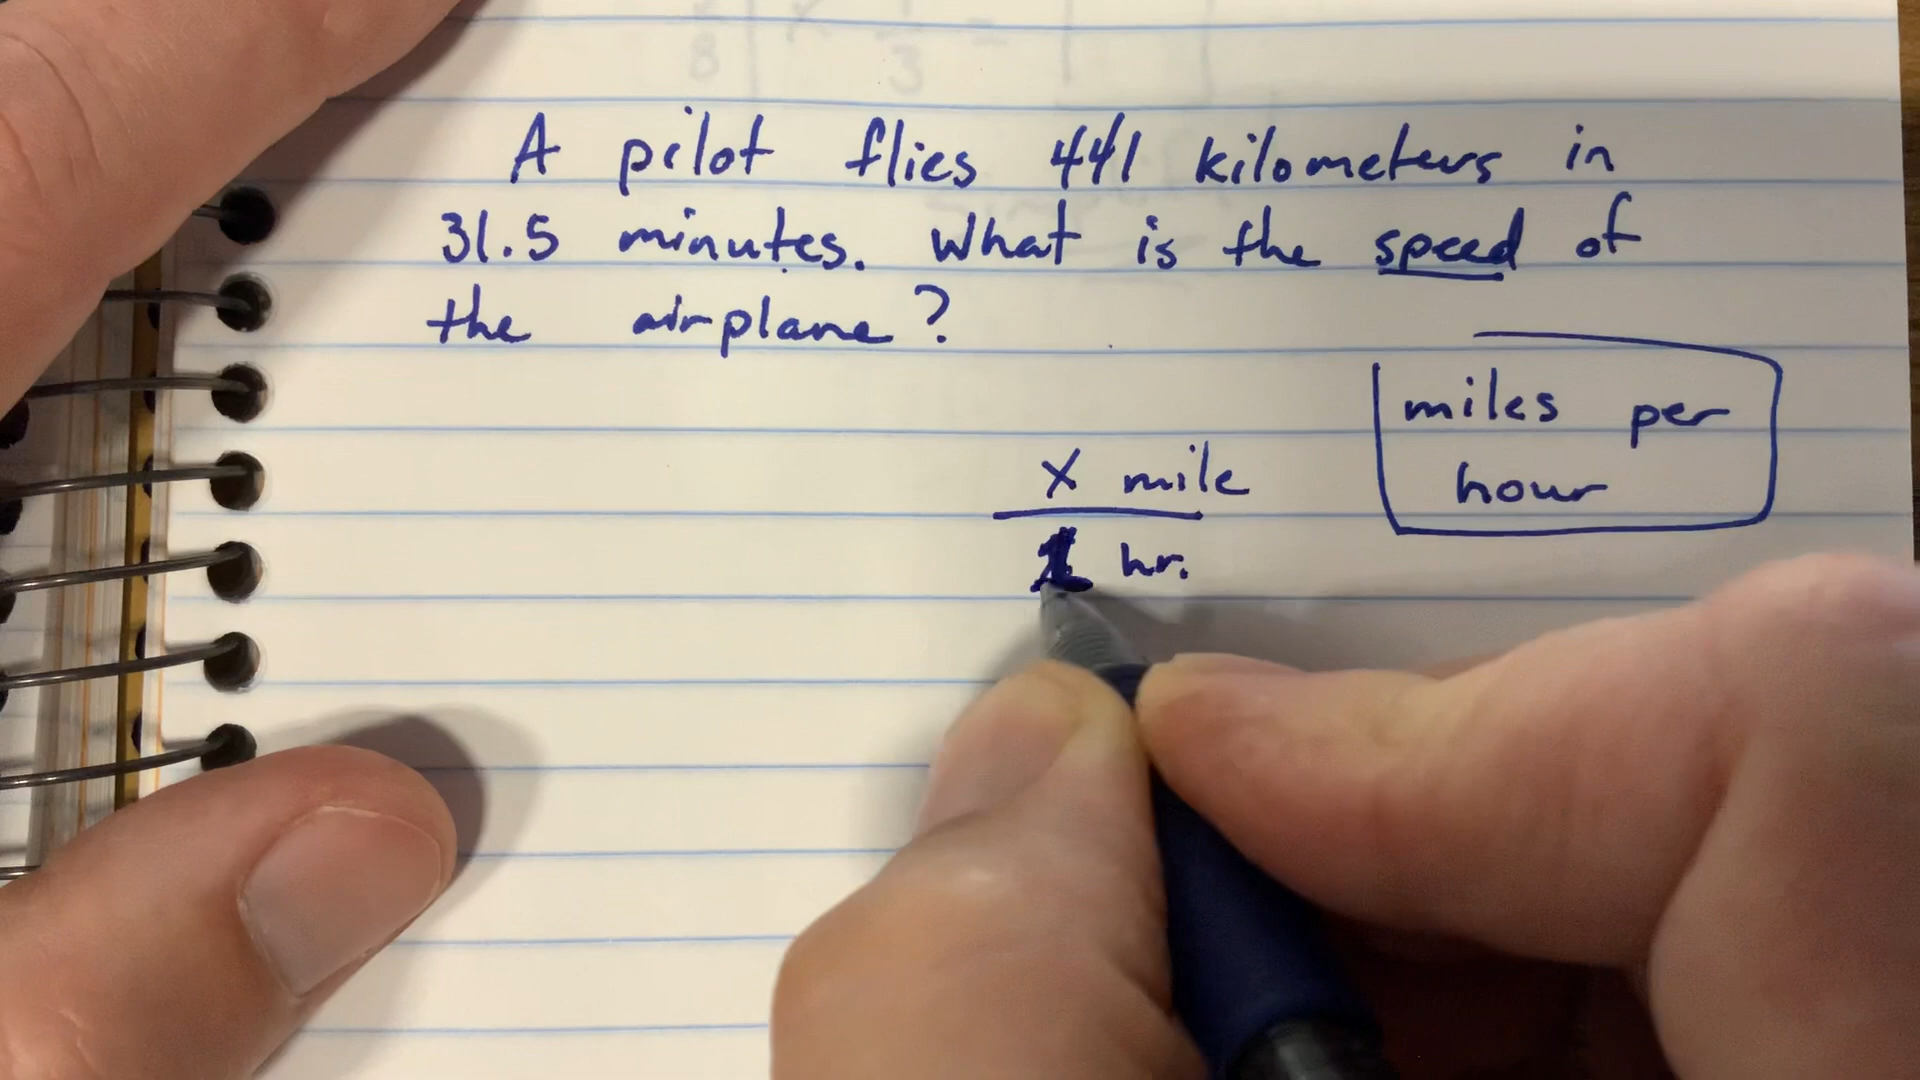 A pilot flies 441 kilometers in
31.5 minutes. What is the speed of
the airplane?
miles per
hour
X mile
1 hr.